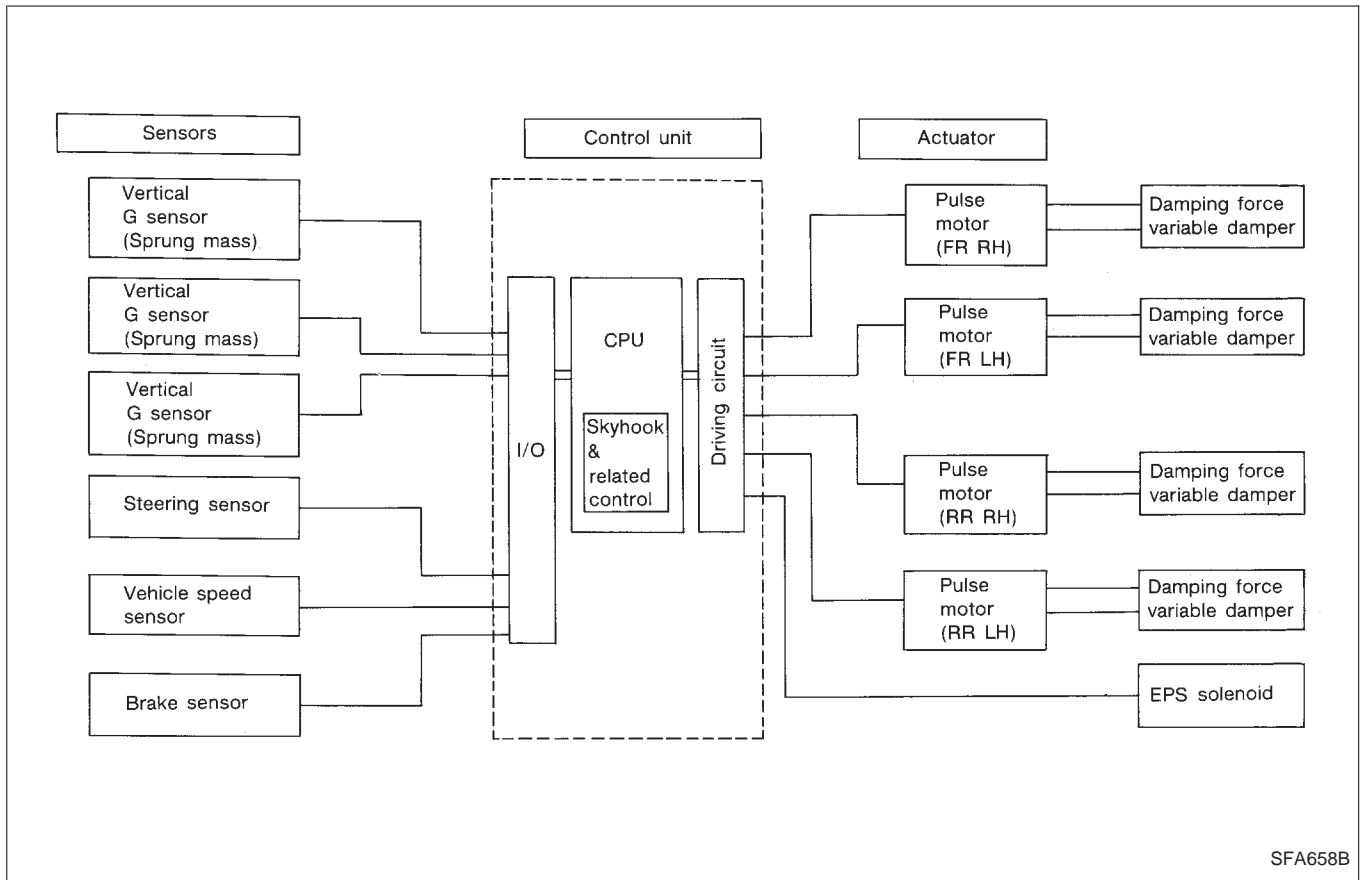 Sensors
Control unit
Actuator
Vertical
G sensor
(Sprung mass)
Vertical
G sensor
(Sprung mass)
Vertical
G sensor
(Sprung mass)
Steering sensor
Vehicle speed
sensor
Brake sensor
I/O
CPU
Skyhook
&
related
control
Driving circuit
Pulse
motor
(FR RH)
Damping force
variable damper
Pulse
motor
(FR LH)
Damping force
variable damper
Pulse
motor
(RR RH)
Damping force
variable damper
Pulse
motor
(RR LH)
Damping force
variable damper
EPS solenoid
SFA658B